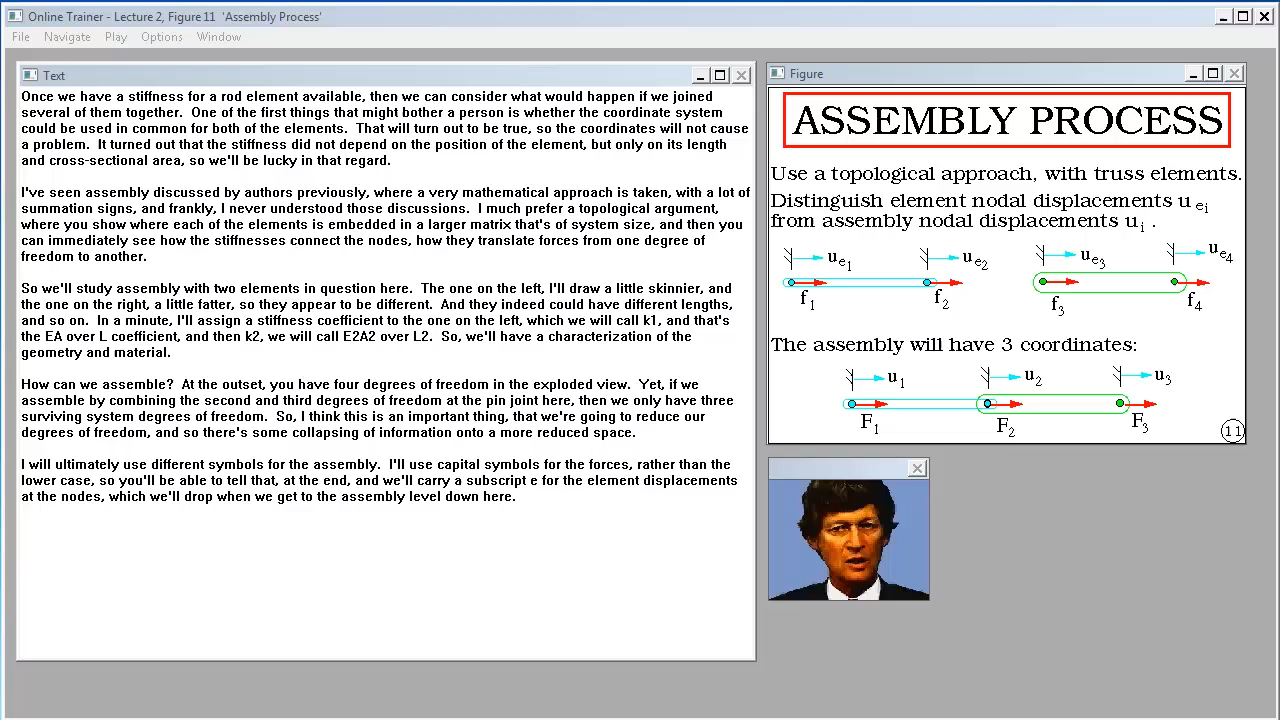 Online Trainer - Lecture 2, Figure 11 'Assembly Process'
File Navigate Play Options Window
Text
Once we have a stiffness for a rod element available, then we can consider what would happen if we joined
several of them together. One of the first things that might bother a person is whether the coordinate system
could be used in common for both of the elements. That will turn out to be true, so the coordinates will not cause
a problem. It turned out that the stiffness did not depend on the position of the element, but only on its length
and cross-sectional area, so we'll be lucky in that regard.
I've seen assembly discussed by authors previously, where a very mathematical approach is taken, with a lot of
summation signs, and frankly, I never understood those discussions. I much prefer a topological argument,
where you show where each of the elements is embedded in a larger matrix that's of system size, and then you
can immediately see how the stiffnesses connect the nodes, how they translate forces from one degree of
freedom to another.
So we'll study assembly with two elements in question here. The one on the left, I'll draw a little skinnier, and
the one on the right, a little fatter, so they appear to be different. And they indeed could have different lengths,
and so on. In a minute, I'll assign a stiffness coefficient to the one on the left, which we will call k1, and that's
the EA over L coefficient, and then k2, we will call E2A2 over L2. So, we'll have a characterization of the
geometry and material.
How can we assemble? At the outset, you have four degrees of freedom in the exploded view. Yet, if we
assemble by combining the second and third degrees of freedom at the pin joint here, then we only have three
surviving system degrees of freedom. So, I think this is an important thing, that we're going to reduce our
degrees of freedom, and so there's some collapsing of information onto a more reduced space.
I will ultimately use different symbols for the assembly. I'll use capital symbols for the forces, rather than the
lower case, so you'll be able to tell that, at the end, and we'll carry a subscript e for the element displacements
at the nodes, which we'll drop when we get to the assembly level down here.
Figure
ASSEMBLY PROCESS
Use a topological approach, with truss elements.
Distinguish element nodal displacements u ei
from assembly nodal displacements u i .
ue1 ue2 ue3 ue4
f1 f2 f3 f4
The assembly will have 3 coordinates:
u1 u2 u3
F1 F2 F3
11